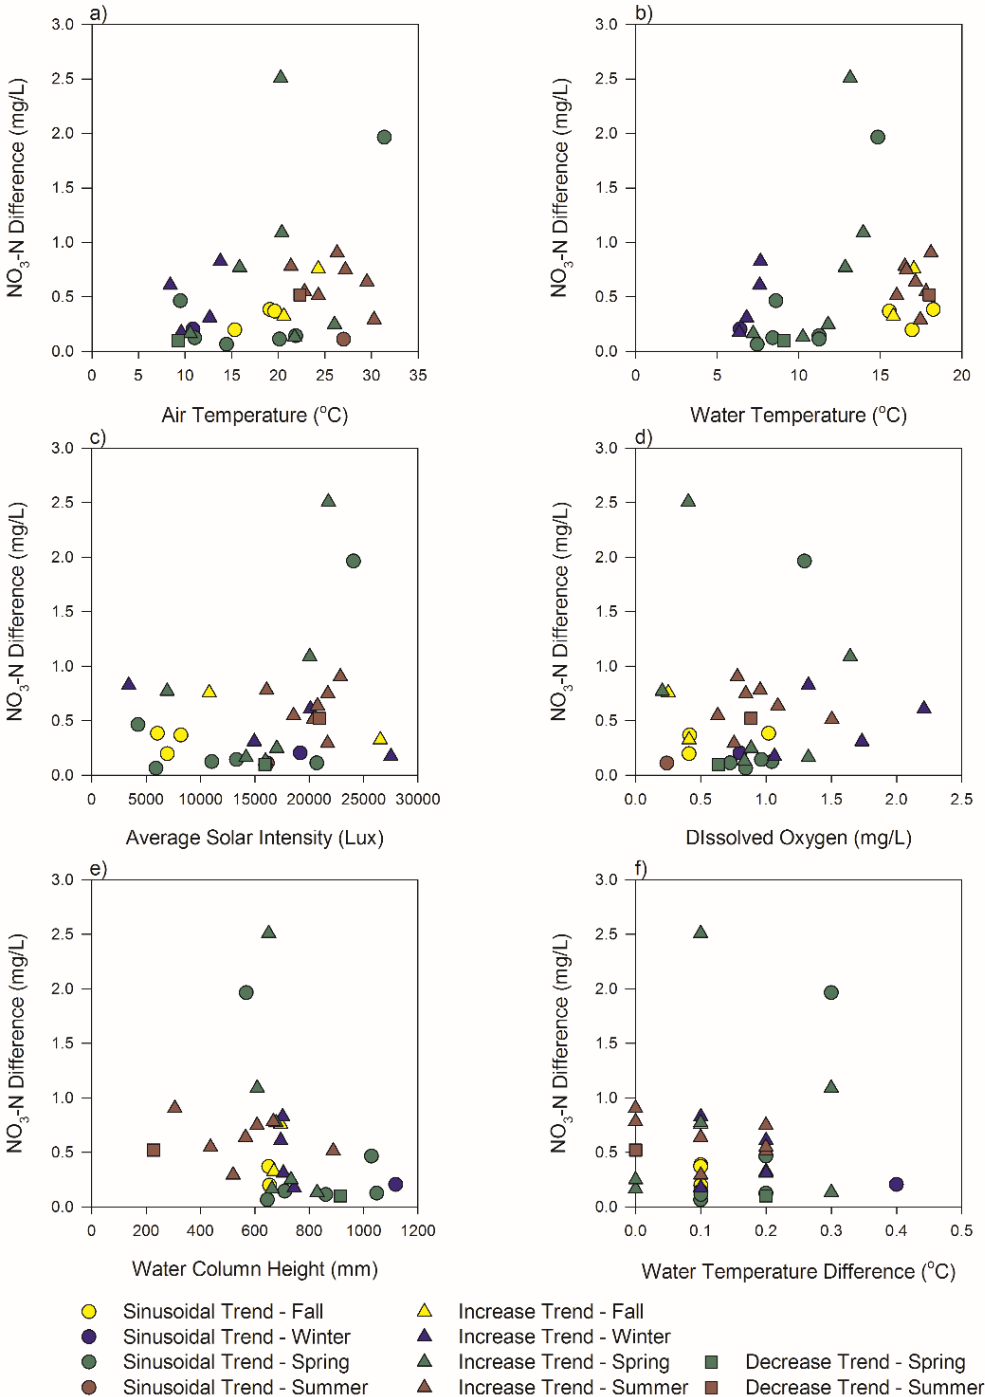 a)
b)
3.0
2.5
2.0
1.5
1.0
0.5
0.0
NO3-N Difference (mg/L)
0 5 10 15 20 25 30 35
Air Temperature (oC)
3.0
2.5
2.0
1.5
1.0
0.5
0.0
NO3-N Difference (mg/L)
0 5 10 15 20
Water Temperature (oC)
c)
d)
3.0
2.5
2.0
1.5
1.0
0.5
0.0
NO3-N Difference (mg/L)
0 5000 10000 15000 20000 25000 30000
Average Solar Intensity (Lux)
3.0
2.5
2.0
1.5
1.0
0.5
0.0
NO3-N Difference (mg/L)
0.0 0.5 1.0 1.5 2.0 2.5
DIssolved Oxygen (mg/L)
e)
f)
3.0
2.5
2.0
1.5
1.0
0.5
0.0
NO3-N Difference (mg/L)
0 200 400 600 800 1000 1200
Water Column Height (mm)
3.0
2.5
2.0
1.5
1.0
0.5
0.0
NO3-N Difference (mg/L)
0.0 0.1 0.2 0.3 0.4 0.5
Water Temperature Difference (oC)
Sinusoidal Trend - Fall
Increase Trend - Fall
Sinusoidal Trend - Winter
Increase Trend - Winter
Sinusoidal Trend - Spring
Increase Trend - Spring
Decrease Trend - Spring
Sinusoidal Trend - Summer
Increase Trend - Summer
Decrease Trend - Summer